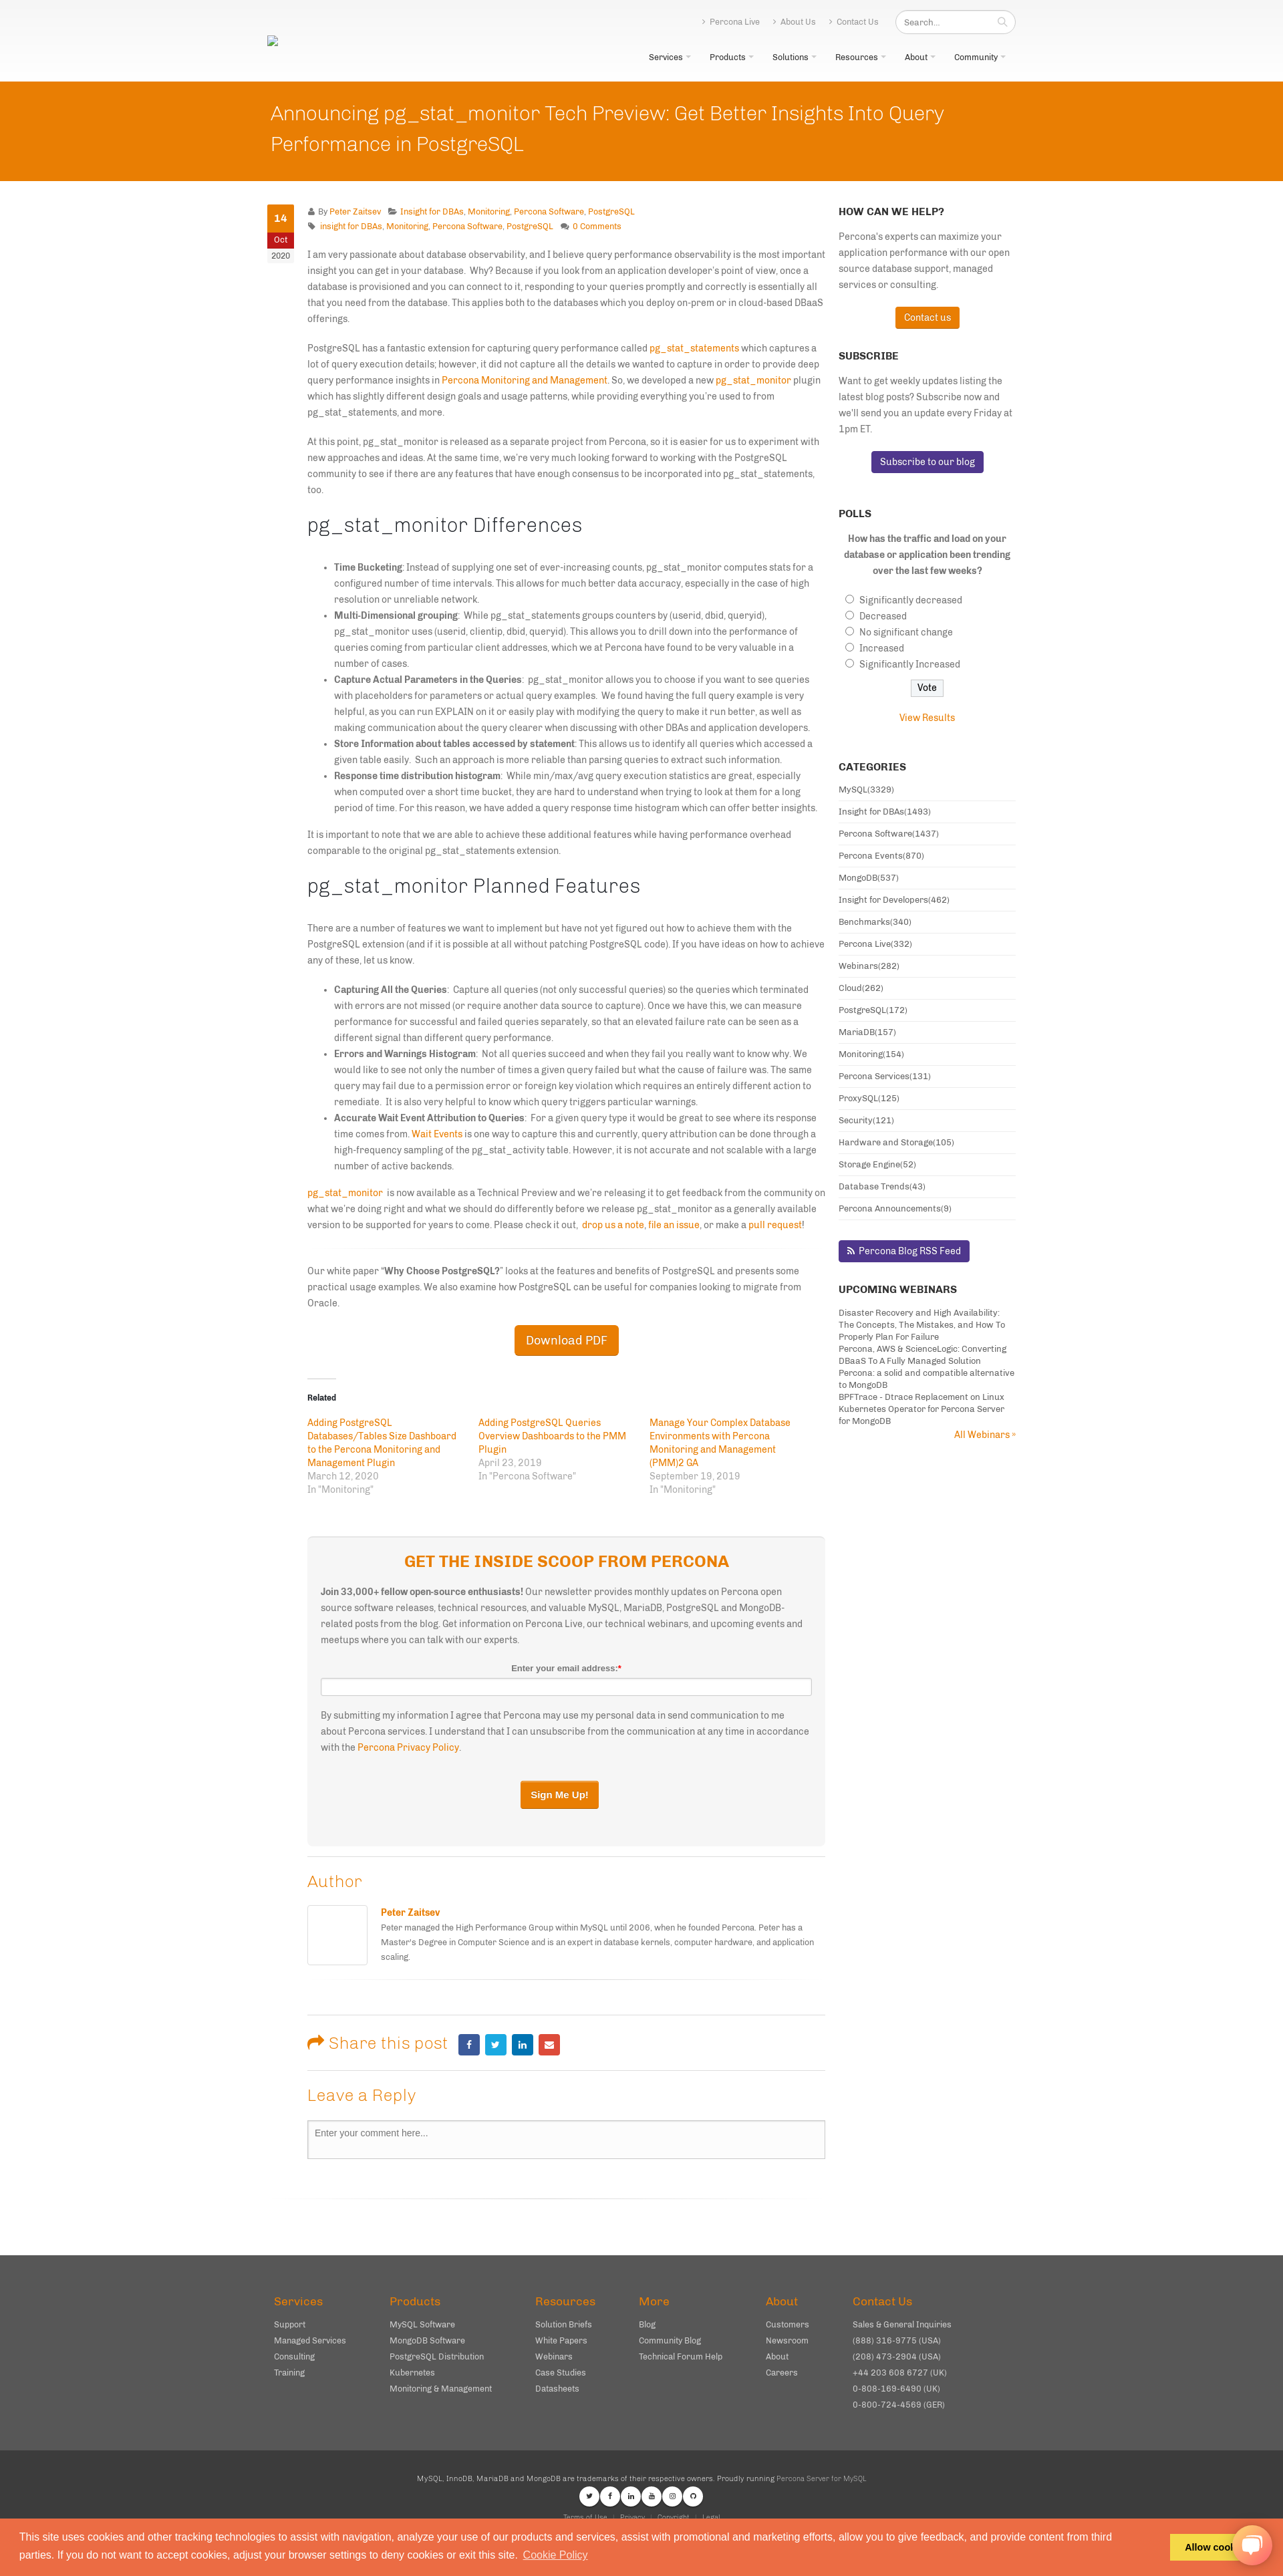 Percona Live
About Us
Contact Us
Search...
Services
Products
Solutions
Resources
About
Community
Announcing pg_stat_monitor Tech Preview: Get Better Insights Into Query
Performance in PostgreSQL
14
Oct
2020
By Peter Zaitsev
Insight for DBAs, Monitoring, Percona Software, PostgreSQL
insight for DBAs, Monitoring, Percona Software, PostgreSQL
0 Comments
I am very passionate about database observability, and I believe query performance observability is the most important
insight you can get in your database.  Why? Because if you look from an application developer's point of view, once a
database is provisioned and you can connect to it, responding to your queries promptly and correctly is essentially all
that you need from the database. This applies both to the databases which you deploy on-prem or in cloud-based DBaaS
offerings.
PostgreSQL has a fantastic extension for capturing query performance called pg_stat_statements which captures a
lot of query execution details; however, it did not capture all the details we wanted to capture in order to provide deep
query performance insights in Percona Monitoring and Management. So, we developed a new pg_stat_monitor plugin
which has slightly different design goals and usage patterns, while providing everything you're used to from
pg_stat_statements, and more.
At this point, pg_stat_monitor is released as a separate project from Percona, so it is easier for us to experiment with
new approaches and ideas. At the same time, we're very much looking forward to working with the PostgreSQL
community to see if there are any features that have enough consensus to be incorporated into pg_stat_statements,
too.
pg_stat_monitor Differences
• Time Bucketing: Instead of supplying one set of ever-increasing counts, pg_stat_monitor computes stats for a
configured number of time intervals. This allows for much better data accuracy, especially in the case of high
resolution or unreliable network.
• Multi-Dimensional grouping:  While pg_stat_statements groups counters by (userid, dbid, queryid),
pg_stat_monitor uses (userid, clientip, dbid, queryid). This allows you to drill down into the performance of
queries coming from particular client addresses, which we at Percona have found to be very valuable in a
number of cases.
• Capture Actual Parameters in the Queries:  pg_stat_monitor allows you to choose if you want to see queries
with placeholders for parameters or actual query examples.  We found having the full query example is very
helpful, as you can run EXPLAIN on it or easily play with modifying the query to make it run better, as well as
making communication about the query clearer when discussing with other DBAs and application developers.
• Store Information about tables accessed by statement: This allows us to identify all queries which accessed a
given table easily.  Such an approach is more reliable than parsing queries to extract such information.
• Response time distribution histogram:  While min/max/avg query execution statistics are great, especially
when computed over a short time bucket, they are hard to understand when trying to look at them for a long
period of time. For this reason, we have added a query response time histogram which can offer better insights.
It is important to note that we are able to achieve these additional features while having performance overhead
comparable to the original pg_stat_statements extension.
pg_stat_monitor Planned Features
There are a number of features we want to implement but have not yet figured out how to achieve them with the
PostgreSQL extension (and if it is possible at all without patching PostgreSQL code). If you have ideas on how to achieve
any of these, let us know.
• Capturing All the Queries:  Capture all queries (not only successful queries) so the queries which terminated
with errors are not missed (or require another data source to capture). Once we have this, we can measure
performance for successful and failed queries separately, so that an elevated failure rate can be seen as a
different signal than different query performance.
• Errors and Warnings Histogram:  Not all queries succeed and when they fail you really want to know why. We
would like to see not only the number of times a given query failed but what the cause of failure was. The same
query may fail due to a permission error or foreign key violation which requires an entirely different action to
remediate.  It is also very helpful to know which query triggers particular warnings.
• Accurate Wait Event Attribution to Queries:  For a given query type it would be great to see where its response
time comes from. Wait Events is one way to capture this and currently, query attribution can be done through a
high-frequency sampling of the pg_stat_activity table. However, it is not accurate and not scalable with a large
number of active backends.
pg_stat_monitor  is now available as a Technical Preview and we're releasing it to get feedback from the community on
what we're doing right and what we should do differently before we release pg_stat_monitor as a generally available
version to be supported for years to come. Please check it out,  drop us a note, file an issue, or make a pull request!
Our white paper "Why Choose PostgreSQL?" looks at the features and benefits of PostgreSQL and presents some
practical usage examples. We also examine how PostgreSQL can be useful for companies looking to migrate from
Oracle.
Download PDF
Related
Adding PostgreSQL
Databases/Tables Size Dashboard
to the Percona Monitoring and
Management Plugin
March 12, 2020
In "Monitoring"
Adding PostgreSQL Queries
Overview Dashboards to the PMM
Plugin
April 23, 2019
In "Percona Software"
Manage Your Complex Database
Environments with Percona
Monitoring and Management
(PMM)2 GA
September 19, 2019
In "Monitoring"
GET THE INSIDE SCOOP FROM PERCONA
Join 33,000+ fellow open-source enthusiasts! Our newsletter provides monthly updates on Percona open
source software releases, technical resources, and valuable MySQL, MariaDB, PostgreSQL and MongoDB-
related posts from the blog. Get information on Percona Live, our technical webinars, and upcoming events and
meetups where you can talk with our experts.
Enter your email address:*
By submitting my information I agree that Percona may use my personal data in send communication to me
about Percona services. I understand that I can unsubscribe from the communication at any time in accordance
with the Percona Privacy Policy.
Sign Me Up!
Author
Peter Zaitsev
Peter managed the High Performance Group within MySQL until 2006, when he founded Percona. Peter has a
Master's Degree in Computer Science and is an expert in database kernels, computer hardware, and application
scaling.
Share this post
Leave a Reply
Enter your comment here...
HOW CAN WE HELP?
Percona's experts can maximize your
application performance with our open
source database support, managed
services or consulting.
Contact us
SUBSCRIBE
Want to get weekly updates listing the
latest blog posts? Subscribe now and
we'll send you an update every Friday at
1pm ET.
Subscribe to our blog
POLLS
How has the traffic and load on your
database or application been trending
over the last few weeks?
Significantly decreased
Decreased
No significant change
Increased
Significantly Increased
Vote
View Results
CATEGORIES
MySQL(3329)
Insight for DBAs(1493)
Percona Software(1437)
Percona Events(870)
MongoDB(537)
Insight for Developers(462)
Benchmarks(340)
Percona Live(332)
Webinars(282)
Cloud(262)
PostgreSQL(172)
MariaDB(157)
Monitoring(154)
Percona Services(131)
ProxySQL(125)
Security(121)
Hardware and Storage(105)
Storage Engine(52)
Database Trends(43)
Percona Announcements(9)
Percona Blog RSS Feed
UPCOMING WEBINARS
Disaster Recovery and High Availability:
The Concepts, The Mistakes, and How To
Properly Plan For Failure
Percona, AWS & ScienceLogic: Converting
DBaaS To A Fully Managed Solution
Percona: a solid and compatible alternative
to MongoDB
BPFTrace - Dtrace Replacement on Linux
Kubernetes Operator for Percona Server
for MongoDB
All Webinars »
Services
Support
Managed Services
Consulting
Training
Products
MySQL Software
MongoDB Software
PostgreSQL Distribution
Kubernetes
Monitoring & Management
Resources
Solution Briefs
White Papers
Webinars
Case Studies
Datasheets
More
Blog
Community Blog
Technical Forum Help
About
Customers
Newsroom
About
Careers
Contact Us
Sales & General Inquiries
(888) 316-9775 (USA)
(208) 473-2904 (USA)
+44 203 608 6727 (UK)
0-808-169-6490 (UK)
0-800-724-4569 (GER)
MySQL, InnoDB, MariaDB and MongoDB are trademarks of their respective owners. Proudly running Percona Server for MySQL
Terms of Use | Privacy | Copyright | Legal
This site uses cookies and other tracking technologies to assist with navigation, analyze your use of our products and services, assist with promotional and marketing efforts, allow you to give feedback, and provide content from third
parties. If you do not want to accept cookies, adjust your browser settings to deny cookies or exit this site. Cookie Policy
Allow cool